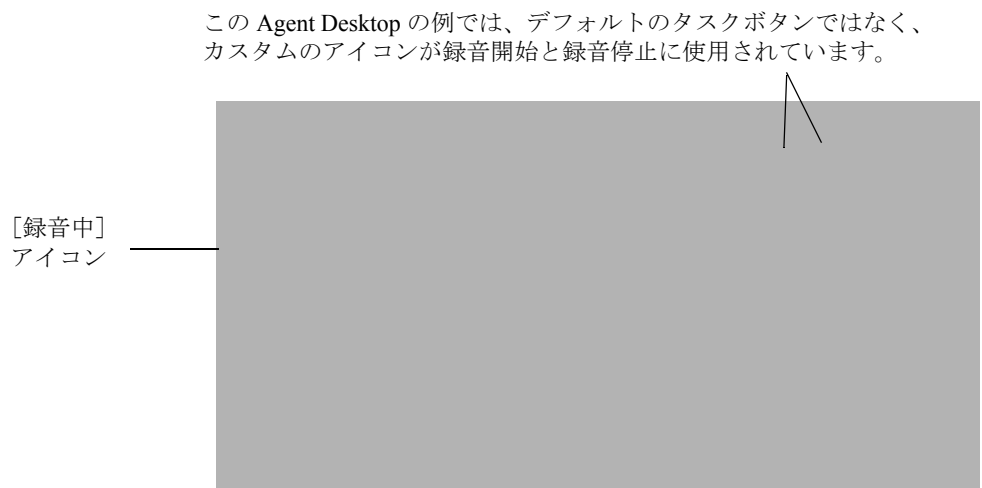 この Agent Desktop の例では、デフォルトのタスクボタンではなく、
カスタムのアイコンが録音開始と録音停止に使用されています。
［録音中］
アイコン